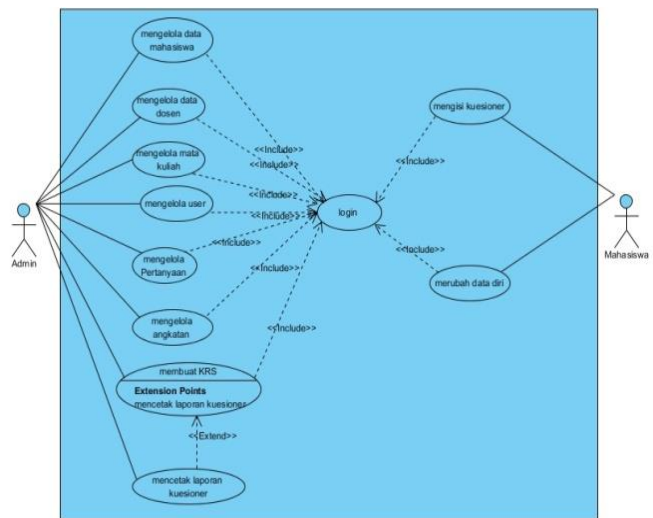 mengelola data
mahasiswa
mengelola data
dosen
mengelola mata
kuliah
mengelola user
mengelola
Pertanyaan
mengelola
angkatan
membuat KRS
Extension Points
mencetak laporan kuesioner
<<Extend>>
mencetak laporan
kuesioner
Admin
<<Include>>
<<Include>>
<<Include>>
<<Include>>
<<Include>>
<<Include>>
<<Include>>
login
mengisi kuesioner
<<Include>>
<<Include>>
merubah data diri
Mahasiswa